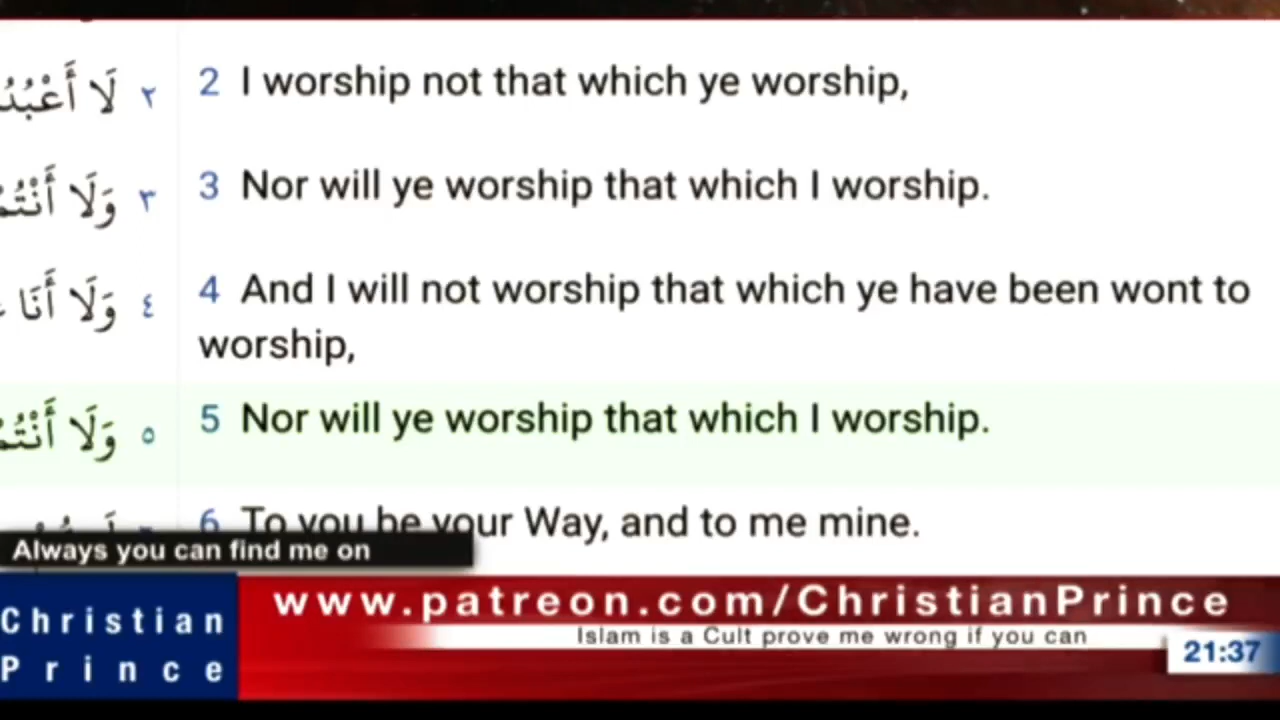 لَا أَعْبُدُ ٢ 2 I worship not that which ye worship,
وَلَا أَنْتُمْ ٣ 3 Nor will ye worship that which I worship.
وَلَا أَنَا ٤ 4 And I will not worship that which ye have been wont to
worship,
وَلَا أَنْتُمْ ٥ 5 Nor will ye worship that which I worship.
6 To you be your Way, and to me mine.
Always you can find me on
Christian
Prince
www.patreon.com/ChristianPrince
Islam is a Cult prove me wrong if you can
21:37